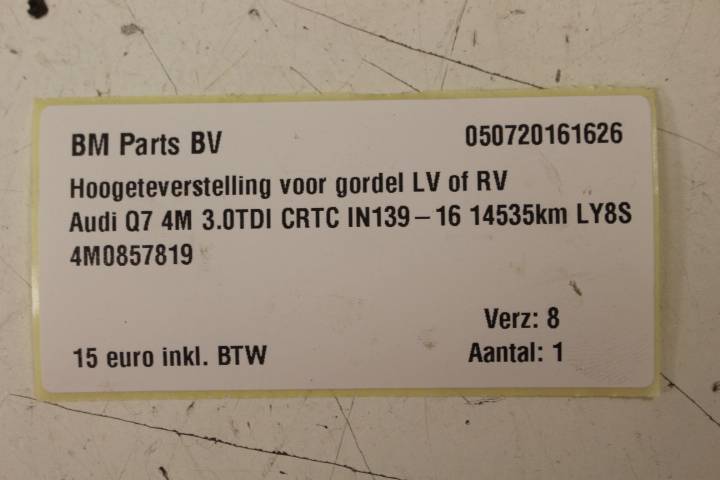 BM Parts BV 050720161626
Hoogeteverstelling voor gordel LV of RV
Audi Q7 4M 3.0TDI CRTC IN139-16 14535km LY8S
4M0857819
Verz: 8
15 euro inkl. BTW Aantal: 1